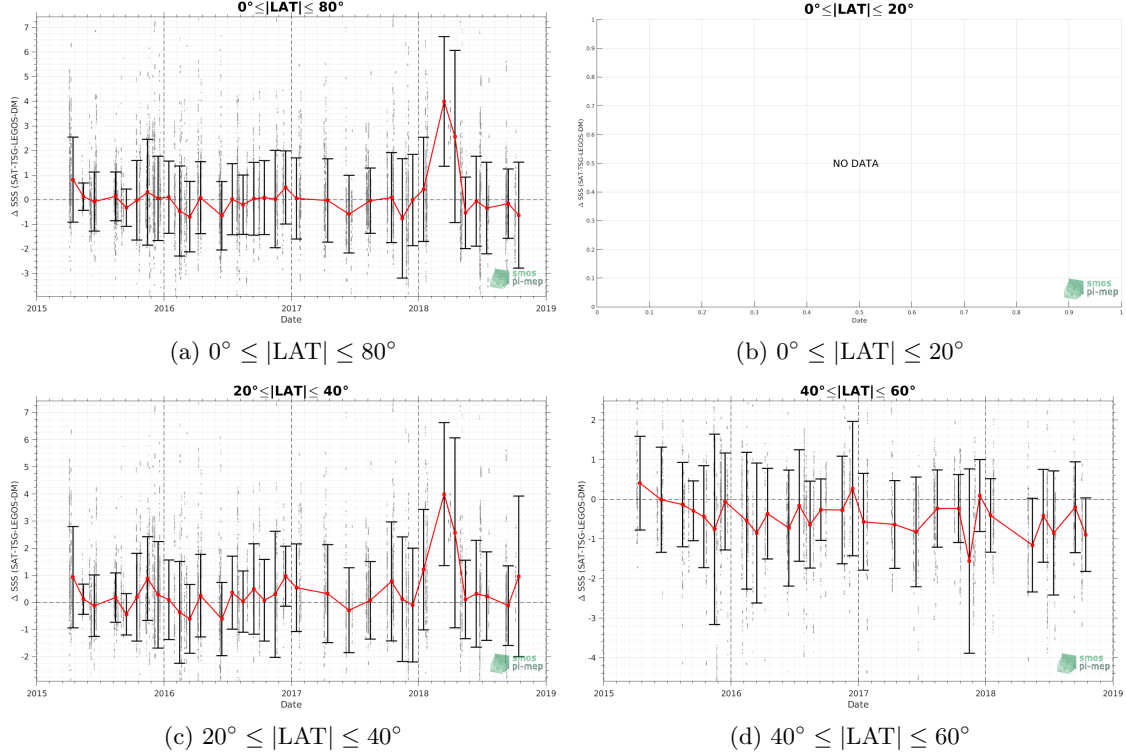 0°≤|LAT|≤ 80°
Δ SSS (SAT-TSG-LEGOS-DM)
7
6
5
4
3
2
1
0
-1
-2
-3
2015
2016
2017
2018
2019
Date
smos
pi-mep
(a) 0° ≤ |LAT| ≤ 80°
0°≤|LAT|≤ 20°
Δ SSS (SAT-TSG-LEGOS-DM)
1
0.9
0.8
0.7
0.6
0.5
0.4
0.3
0.2
0.1
0
NO DATA
0
0.1
0.2
0.3
0.4
0.5
0.6
0.7
0.8
0.9
1
Date
smos
pi-mep
(b) 0° ≤ |LAT| ≤ 20°
20°≤|LAT|≤ 40°
Δ SSS (SAT-TSG-LEGOS-DM)
7
6
5
4
3
2
1
0
-1
-2
2015
2016
2017
2018
2019
Date
smos
pi-mep
(c) 20° ≤ |LAT| ≤ 40°
40°≤|LAT|≤ 60°
Δ SSS (SAT-TSG-LEGOS-DM)
2
1
0
-1
-2
-3
-4
2015
2016
2017
2018
2019
Date
smos
pi-mep
(d) 40° ≤ |LAT| ≤ 60°